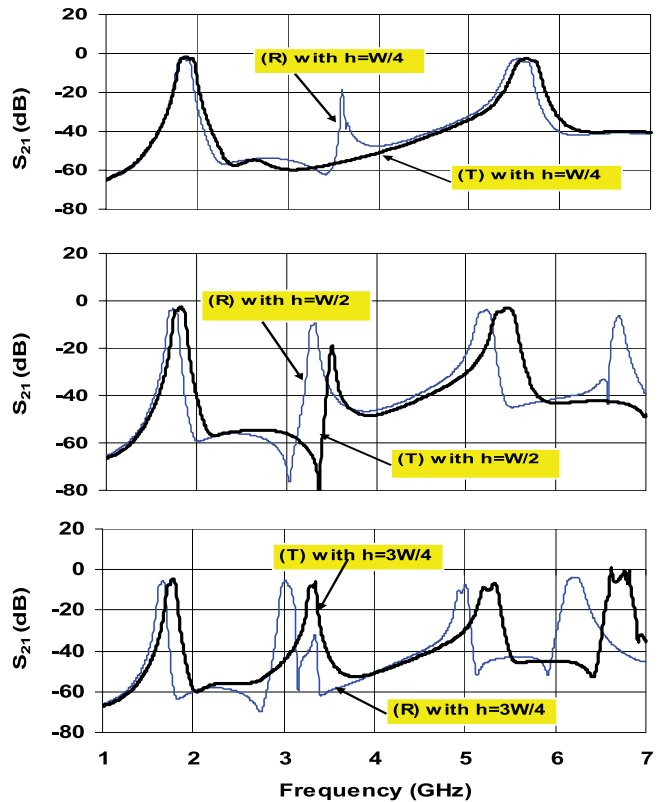 20
0
-20
-40
-60
-80
S21 (dB)
(R) with h=W/4
(T) with h=W/4
20
0
-20
-40
-60
-80
S21 (dB)
(R) with h=W/2
(T) with h=W/2
20
0
-20
-40
-60
-80
S21 (dB)
(T) with h=3W/4
(R) with h=3W/4
1 2 3 4 5 6 7
Frequency (GHz)